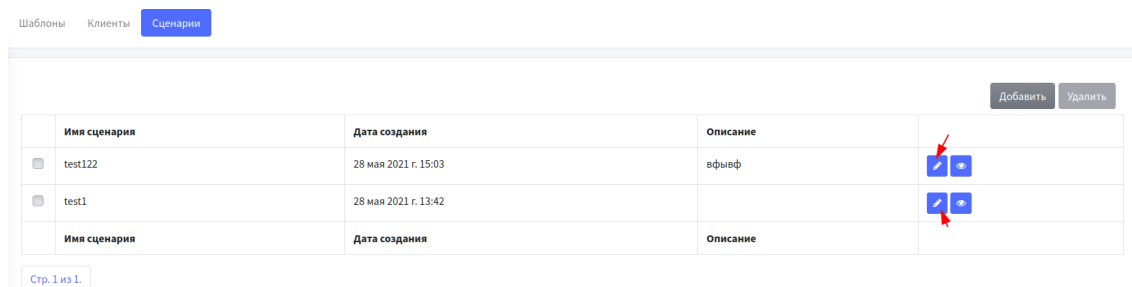 Шаблоны Клиенты Сценарии
Добавить Удалить
Имя сценария Дата создания Описание
test122 28 мая 2021 г. 15:03 вфывф
test1 28 мая 2021 г. 13:42
Имя сценария Дата создания Описание
Стр. 1 из 1.